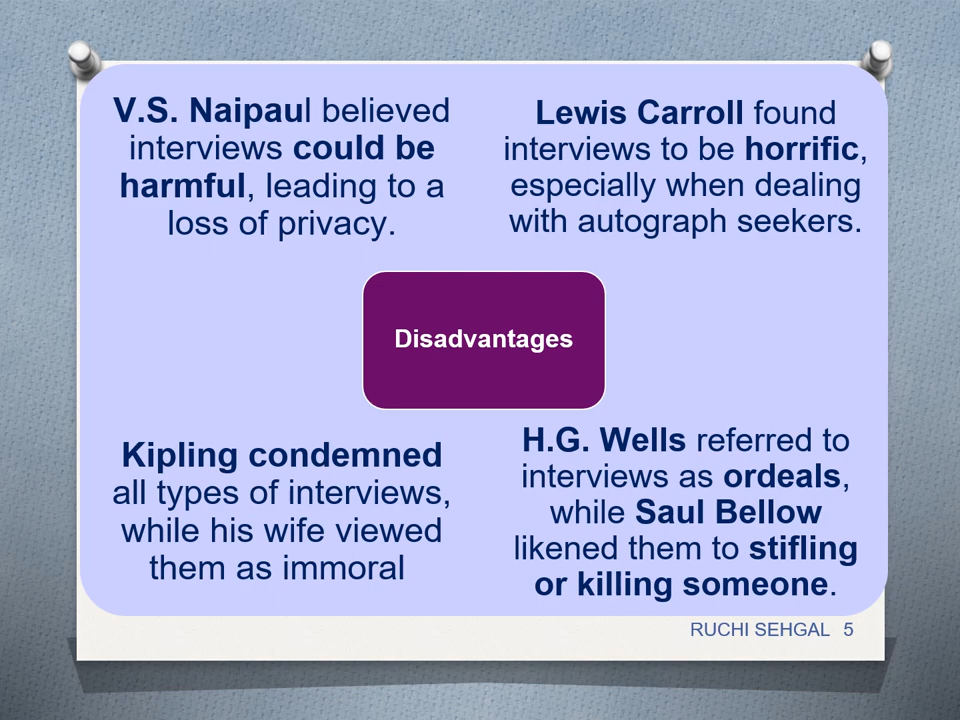 V.S. Naipaul believed
interviews could be
harmful, leading to a
loss of privacy.
Lewis Carroll found
interviews to be horrific,
especially when dealing
with autograph seekers.
Disadvantages
Kipling condemned
all types of interviews,
while his wife viewed
them as immoral
H.G. Wells referred to
interviews as ordeals,
while Saul Bellow
likened them to stifling
or killing someone.
RUCHI SEHGAL 5